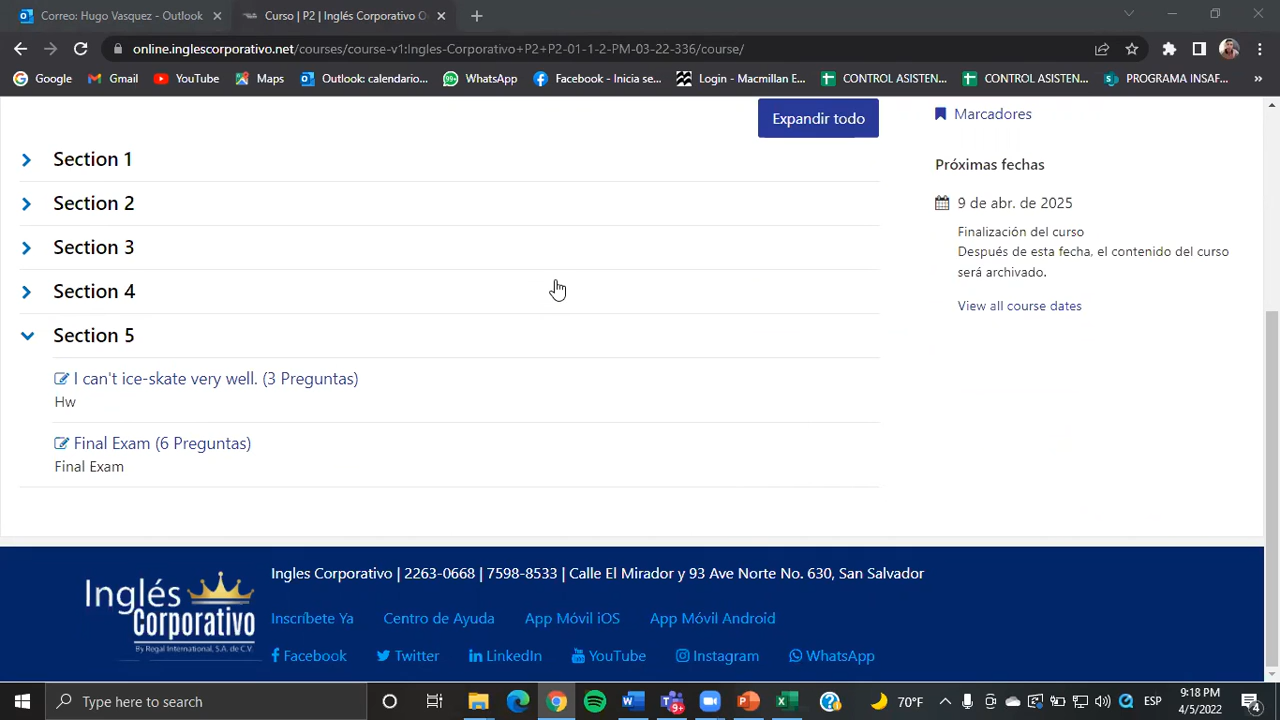 Correo: Hugo Vasquez - Outlook
Curso | P2 | Inglés Corporativo O
online.inglescorporativo.net/courses/course-v1:Ingles-Corporativo+P2+P2-01-1-2-PM-03-22-336/course/
Google
Gmail
YouTube
Maps
Outlook: calendario...
WhatsApp
Facebook - Inicia se...
Login - Macmillan E...
CONTROL ASISTEN...
CONTROL ASISTEN...
PROGRAMA INSAF...
Expandir todo
Marcadores
Section 1
Próximas fechas
Section 2
9 de abr. de 2025
Finalización del curso
Section 3
Después de esta fecha, el contenido del curso
será archivado.
Section 4
View all course dates
Section 5
I can't ice-skate very well. (3 Preguntas)
Hw
Final Exam (6 Preguntas)
Final Exam
Inglés
Corporativo
By Regal International, S.A. de C.V.
Ingles Corporativo | 2263-0668 | 7598-8533 | Calle El Mirador y 93 Ave Norte No. 630, San Salvador
Inscríbete Ya
Centro de Ayuda
App Móvil iOS
App Móvil Android
Facebook
Twitter
LinkedIn
YouTube
Instagram
WhatsApp
Type here to search
70°F
ESP
9:18 PM
4/5/2022